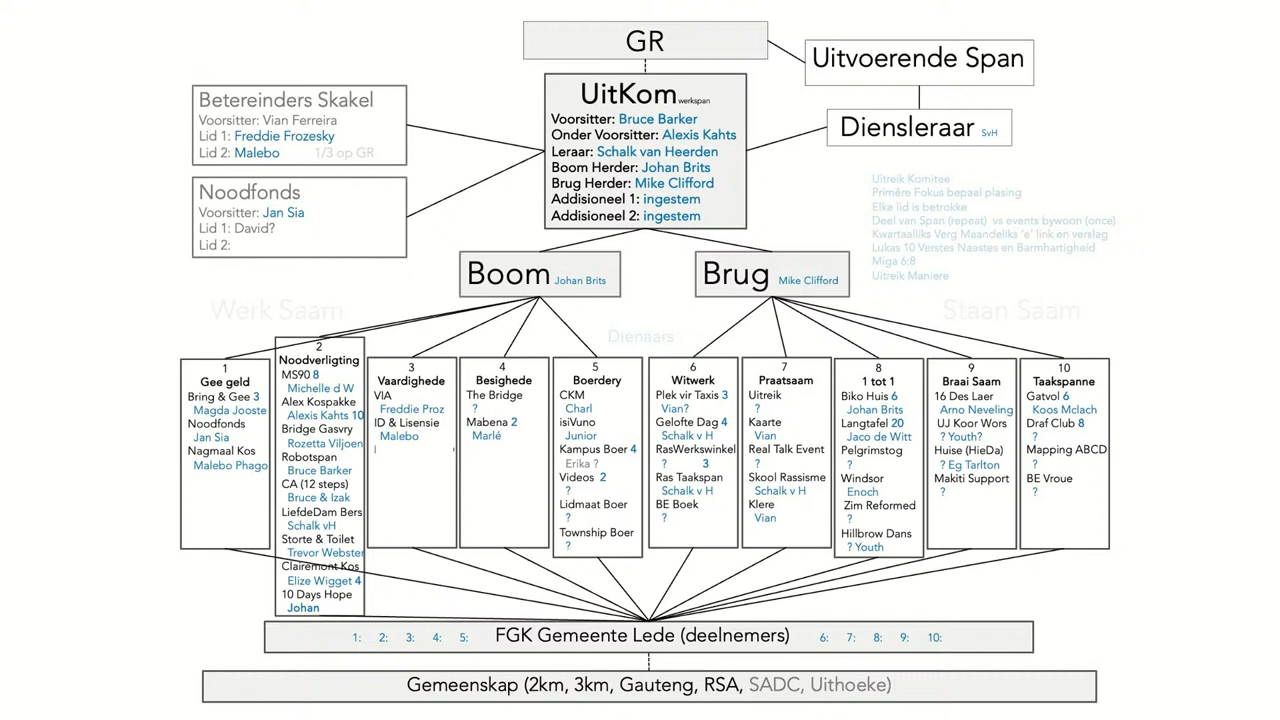 GR
Uitvoerende Span
Diensleraar SvH
UitKom werkspan
Voorsitter: Bruce Barker
Onder Voorsitter: Alexis Kahts
Leraar: Schalk van Heerden
Boom Herder: Johan Brits
Brug Herder: Mike Clifford
Addisioneel 1: ingestem
Addisioneel 2: ingestem
Betereinders Skakel
Voorsitter: Vian Ferreira
Lid 1: Freddie Frozesky
Lid 2: Malebo 1/3 op GR
Noodfonds
Voorsitter: Jan Sia
Lid 1: David?
Lid 2:
Uitreik Komitee
Primêre Fokus bepaal plasing
Elke lid is betrokke
Deel van Span (repeat) vs events bywoon (once)
Kwartaalliks Verg Maandeliks 'e' link en verslag
Lukas 10 Verstes Naastes en Barmhartigheid
Miga 6:8
Uitreik Maniere
Boom Johan Brits
Brug Mike Clifford
Werk Saam
Dienaars
Staan Saam
1
Gee geld
Bring & Gee 3
Magda Jooste
Noodfonds
Jan Sia
Nagmaal Kos
Malebo Phago
2
Noodverligting
MS90 8
Michelle d W
Alex Kospakke
Alexis Kahts 10
Bridge Gasvry
Rozetta Viljoen
Robotspan
Bruce Barker
CA (12 steps)
Bruce & Izak
LiefdeDam Bers
Schalk vH
Storte & Toilet
Trevor Webster
Clairemont Kos
Elize Wigget 4
10 Days Hope
Johan
3
Vaardighede
VIA
Freddie Proz
ID & Lisensie
Malebo
4
Besighede
The Bridge
?
Mabena 2
Marlé
5
Boerdery
CKM
Charl
isiVuno
Junior
Kampus Boer 4
Erika ?
Videos 2
?
Lidmaat Boer
?
Township Boer
?
6
Witwerk
Plek vir Taxis 3
Vian?
Gelofte Dag 4
Schalk v H
RasWerkswinkel
? 3
Ras Taakspan
Schalk v H
BE Boek
?
7
Praatsaam
Uitreik
?
Kaarte
Vian
Real Talk Event
?
Skool Rassisme
Schalk v H
Klere
Vian
8
1 tot 1
Biko Huis 6
Johan Brits
Langtafel 20
Jaco de Witt
Pelgrimstog
?
Windsor
Enoch
Zim Reformed
?
Hillbrow Dans
? Youth
9
Braai Saam
16 Des Laer
Arno Neveling
UJ Koor Wors
? Youth?
Huise (HieDa)
? Eg Tarlton
Makiti Support
?
10
Taakspanne
Gatvol 6
Koos Mclach
Draf Club 8
?
Mapping ABCD
?
BE Vroue
?
1: 2: 3: 4: 5: FGK Gemeente Lede (deelnemers) 6: 7: 8: 9: 10:
Gemeenskap (2km, 3km, Gauteng, RSA, SADC, Uithoeke)